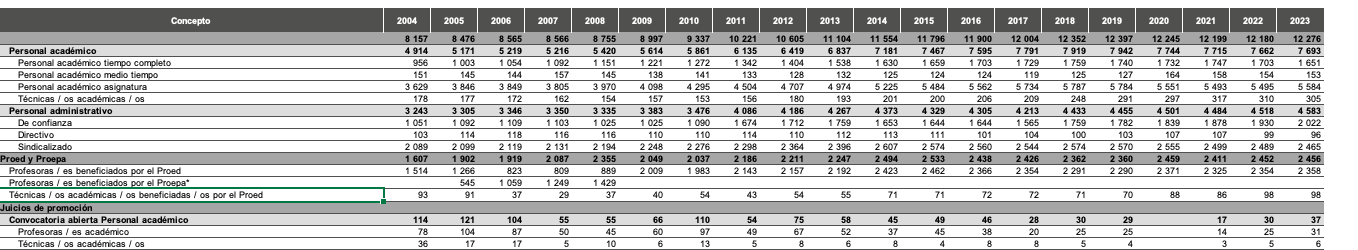 Concepto 2004 2005 2006 2007 2008 2009 2010 2011 2012 2013 2014 2015 2016 2017 2018 2019 2020 2021 2022 2023
8 157 8 476 8 565 8 566 8 755 8 997 9 337 10 221 10 605 11 104 11 554 11 796 11 900 12 004 12 352 12 397 12 245 12 199 12 180 12 276
Personal académico 4 914 5 171 5 219 5 216 5 420 5 614 5 861 6 135 6 419 6 837 7 181 7 467 7 595 7 791 7 919 7 942 7 744 7 715 7 662 7 693
Personal académico tiempo completo 956 1 003 1 054 1 092 1 151 1 221 1 272 1 342 1 404 1 538 1 630 1 659 1 703 1 729 1 759 1 740 1 732 1 747 1 703 1 651
Personal académico medio tiempo 151 145 144 157 145 138 141 133 128 132 125 124 124 119 125 127 164 158 154 153
Personal académico asignatura 3 629 3 846 3 849 3 805 3 970 4 098 4 295 4 504 4 707 4 974 5 225 5 484 5 562 5 734 5 787 5 784 5 551 5 493 5 495 5 584
Técnicas / os académicas / os 178 177 172 162 154 157 153 156 180 193 201 200 206 209 248 291 297 317 310 305
Personal administrativo 3 243 3 305 3 346 3 350 3 335 3 383 3 476 4 086 4 186 4 267 4 373 4 329 4 305 4 213 4 433 4 455 4 501 4 484 4 518 4 583
De confianza 1 051 1 092 1 109 1 103 1 025 1 025 1 090 1 674 1 712 1 759 1 653 1 644 1 644 1 565 1 759 1 782 1 839 1 878 1 930 2 022
Directivo 103 114 118 116 116 110 110 114 110 112 113 111 101 104 100 103 107 107 99 96
Sindicalizado 2 089 2 099 2 119 2 131 2 194 2 248 2 276 2 298 2 364 2 396 2 607 2 574 2 560 2 544 2 574 2 570 2 555 2 499 2 489 2 465
Proed y Proepa 1 607 1 902 1 919 2 087 2 355 2 049 2 037 2 186 2 211 2 247 2 494 2 533 2 438 2 426 2 362 2 360 2 459 2 411 2 452 2 456
Profesoras / es beneficiados por el Proed 1 514 1 266 823 809 889 2 009 1 983 2 143 2 157 2 192 2 423 2 462 2 366 2 354 2 291 2 290 2 371 2 325 2 354 2 358
Profesoras / es beneficiados por el Proepa* 545 1 059 1 249 1 429
Técnicas / os académicas / os beneficiadas / os por el Proed 93 91 37 29 37 40 54 43 54 55 71 71 72 72 71 70 88 86 98 98
Juicios de promoción
Convocatoria abierta Personal académico 114 121 104 55 55 66 110 54 75 58 45 49 46 28 30 29 17 30 37
Profesoras / es académico 78 104 87 50 45 60 97 49 67 52 37 45 38 20 25 25 14 25 31
Técnicas / os académicas / os 36 17 17 5 10 6 13 5 8 6 8 4 8 8 5 4 3 5 6